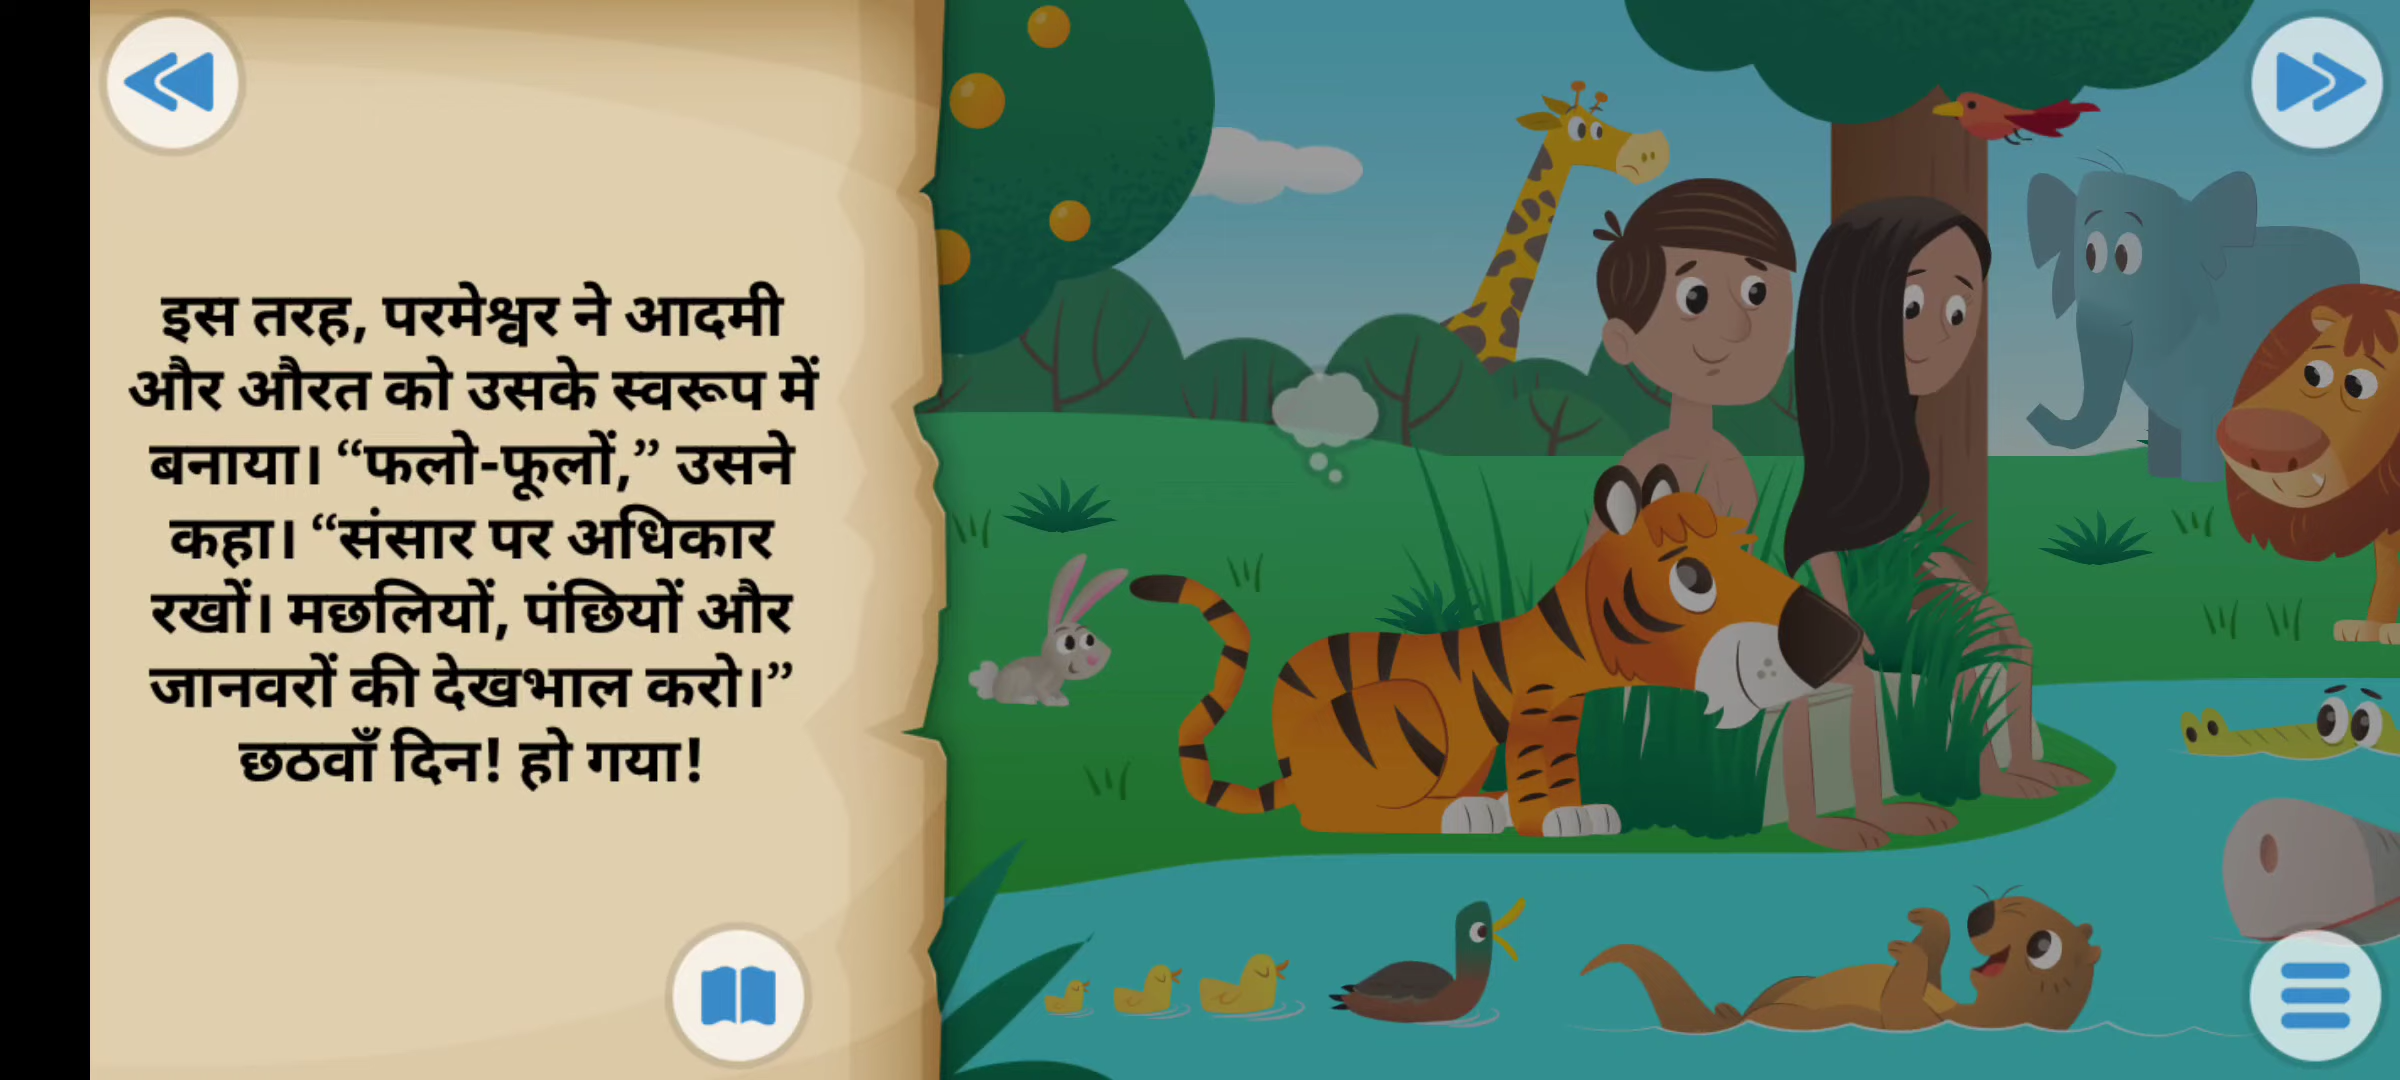 इस तरह, परमेश्वर ने आदमी
और औरत को उसके स्वरूप में
बनाया। “फलो-फूलों,” उसने
कहा। “संसार पर अधिकार
रखों। मछलियों, पंछियों और
जानवरों की देखभाल करो।”
छठवाँ दिन! हो गया!